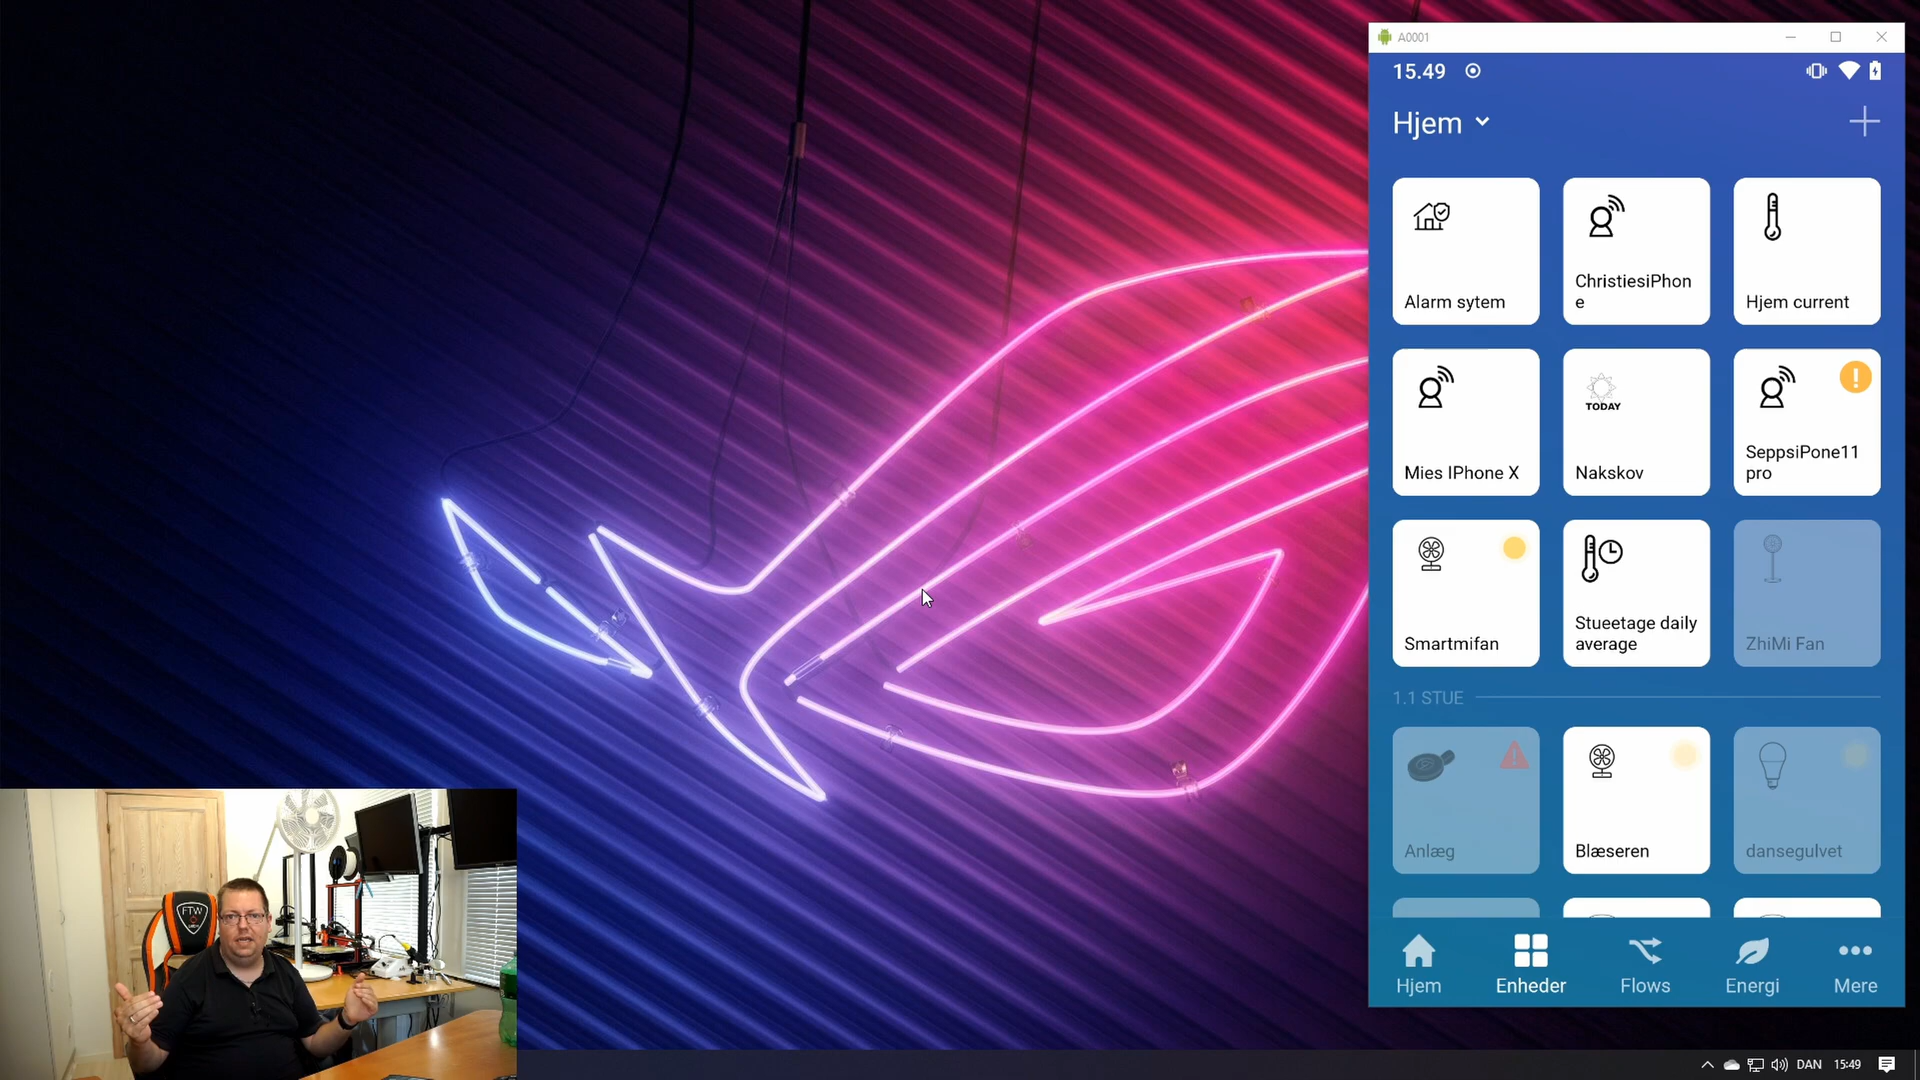 A0001
15.49
Hjem
Alarm sytem
ChristiesiPhon
e
Hjem current
Mies IPhone X
TODAY
Nakskov
SeppsiPone11
pro
Smartmifan
Stueetage daily
average
ZhiMi Fan
1.1 STUE
Anlæg
Blæseren
dansegulvet
Hjem
Enheder
Flows
Energi
Mere
FTW
DAN
15:49